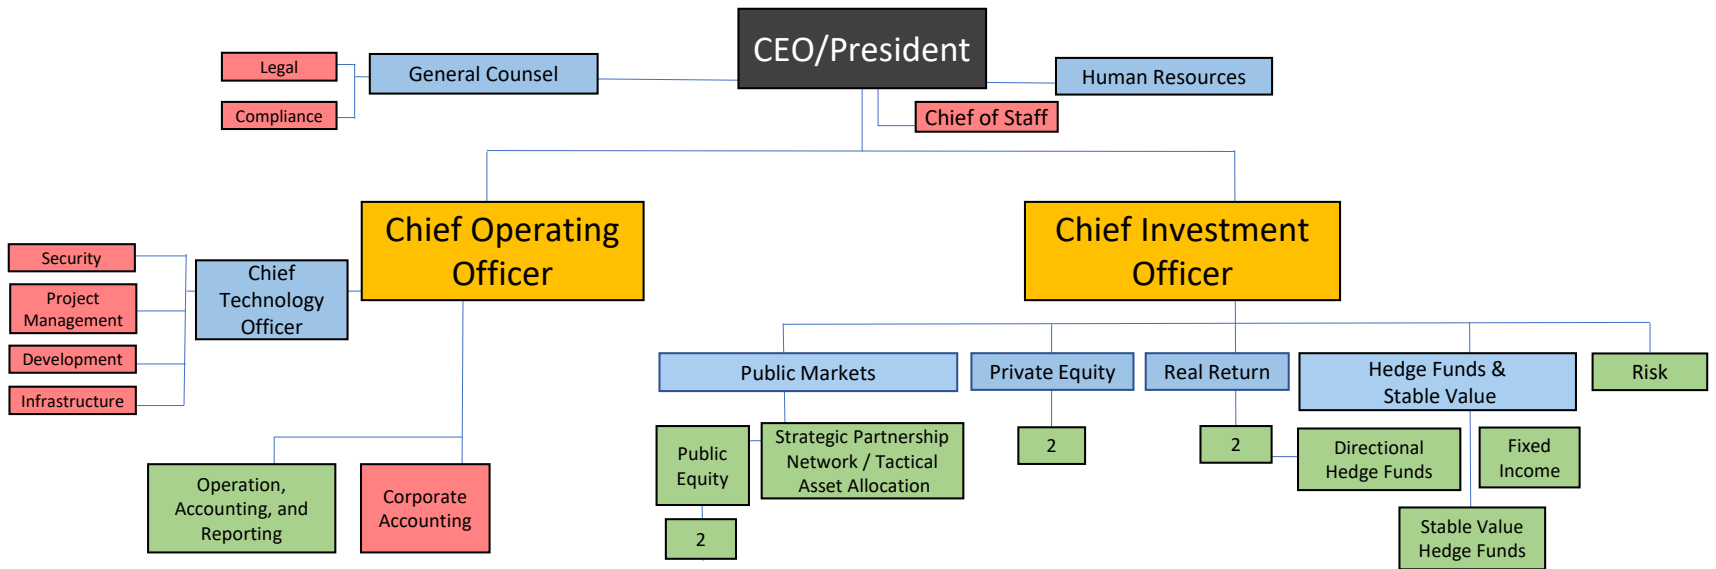 CEO/President
Legal
General Counsel
Human Resources
Compliance
Chief of Staff
Chief Operating
Officer
Chief Investment
Officer
Security
Project
Management
Development
Infrastructure
Chief
Technology
Officer
Public Markets
Private Equity
Real Return
Hedge Funds &
Stable Value
Risk
Operation,
Accounting, and
Reporting
Corporate
Accounting
Public
Equity
Strategic Partnership
Network / Tactical
Asset Allocation
2
2
Directional
Hedge Funds
Fixed
Income
2
Stable Value
Hedge Funds